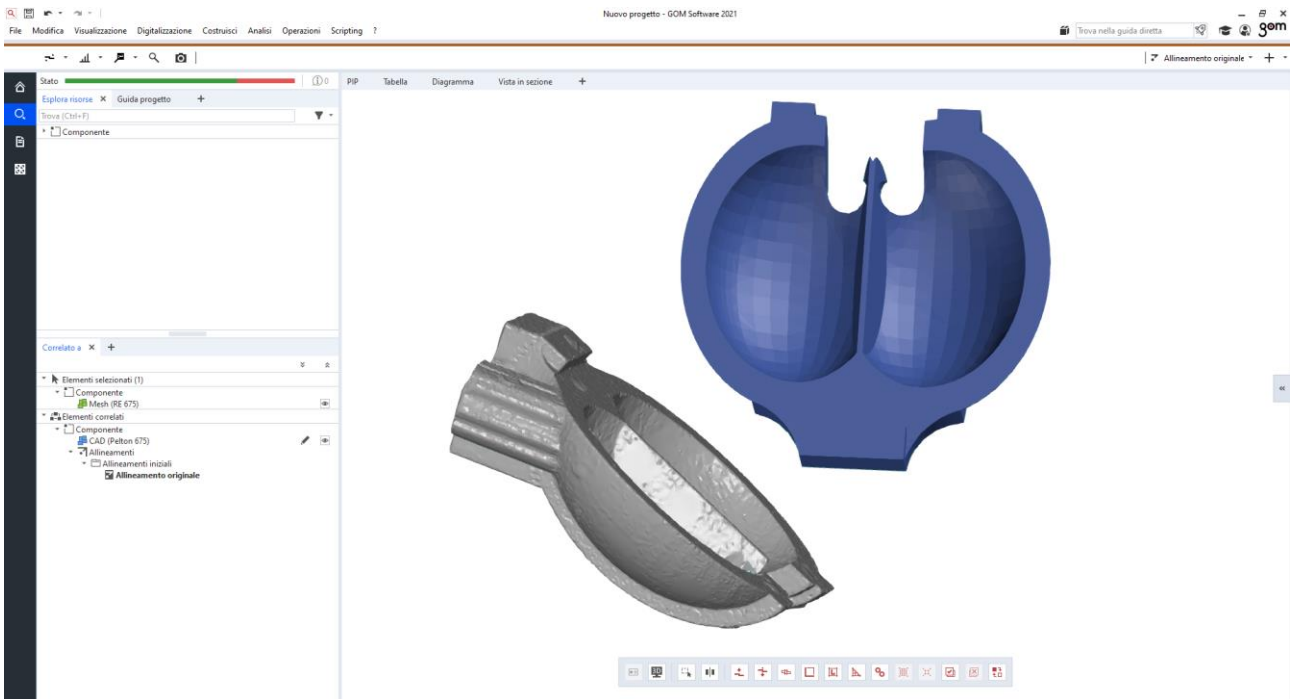 Nuovo progetto - GOM Software 2021
File Modifica Visualizzazione Digitalizzazione Costruisci Analisi Operazioni Scripting ?
Trova nella guida diretta
gom
Allineamento originale
Stato
0
PIP Tabella Diagramma Vista in sezione +
Esplora risorse Guida progetto +
Trova (Ctrl+F)
Componente
Correlato a +
Elementi selezionati (1)
Componente
Mesh (RE 675)
Elementi correlati
Componente
CAD (Pelton 675)
Allineamenti
Allineamenti iniziali
Allineamento originale